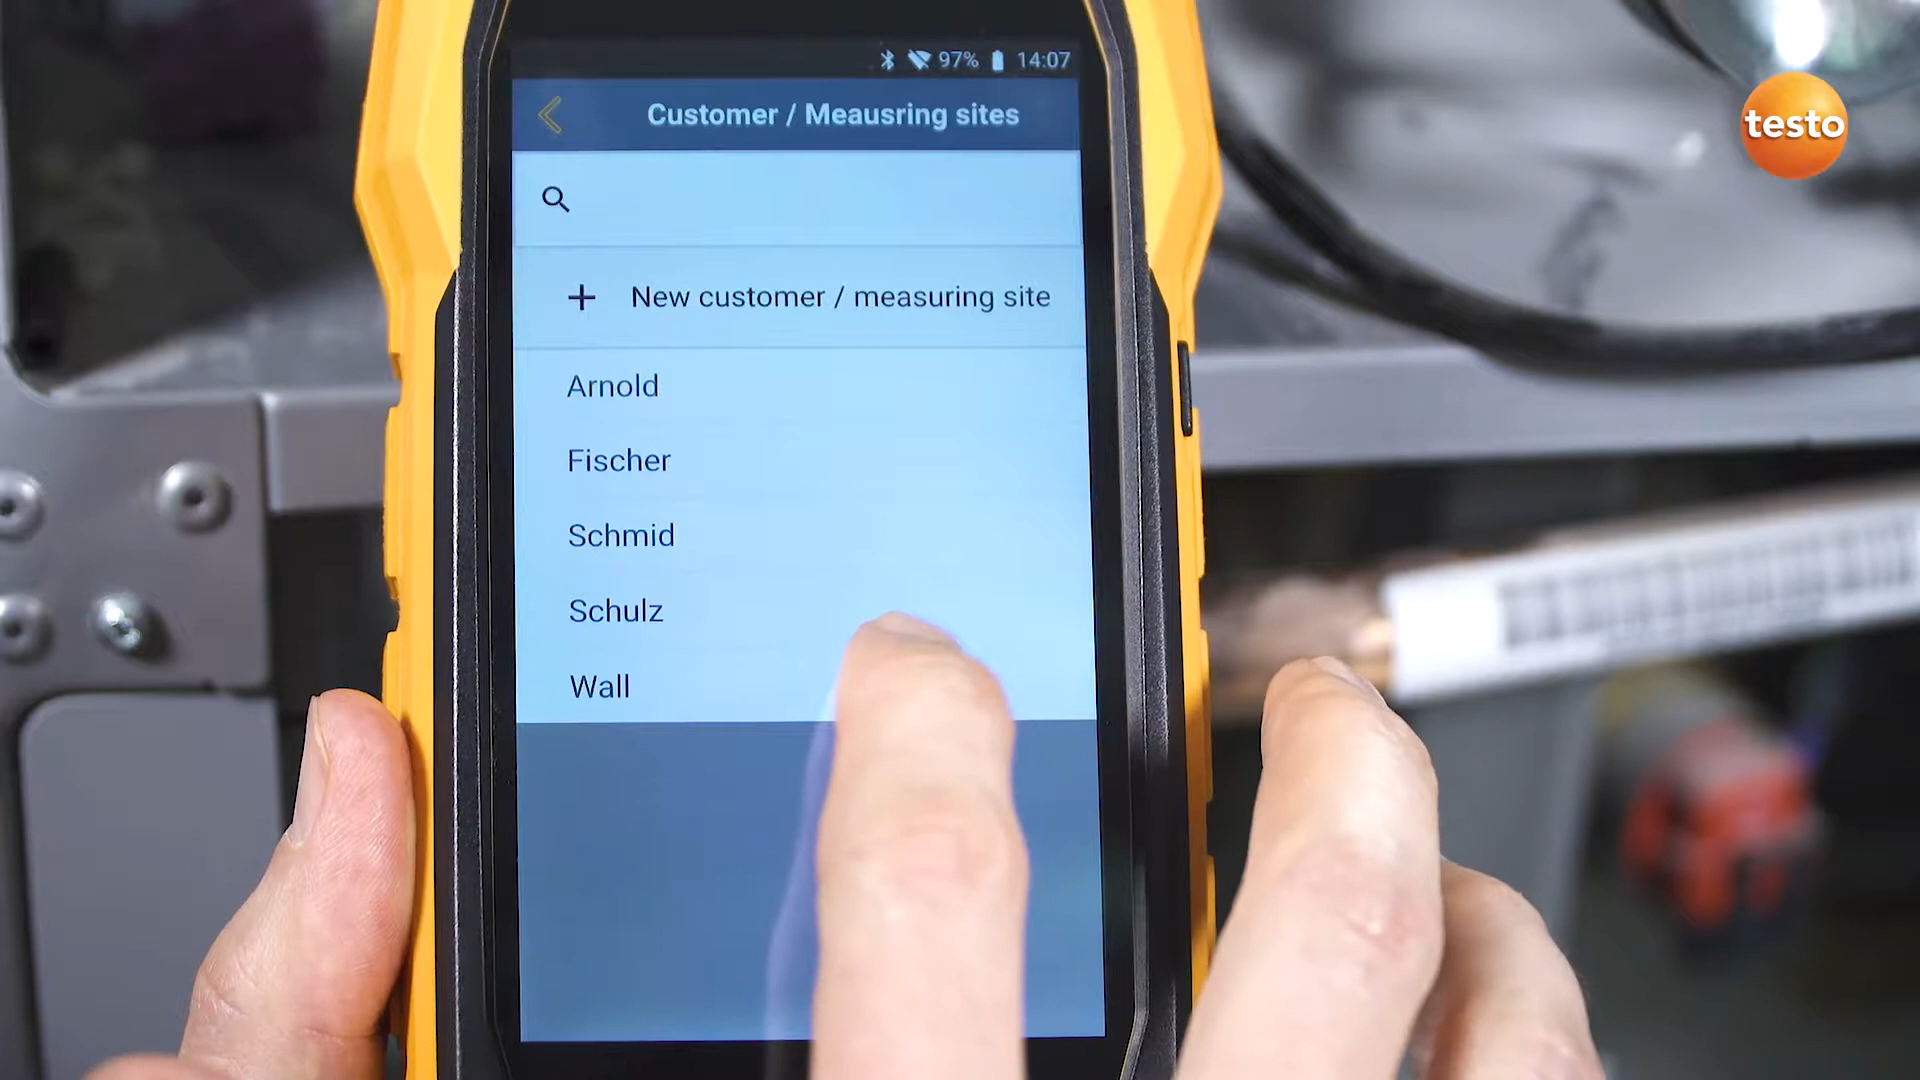 97% 14:07
Customer / Meausring sites
testo
New customer / measuring site
Arnold
Fischer
Schmid
Schulz
Wall